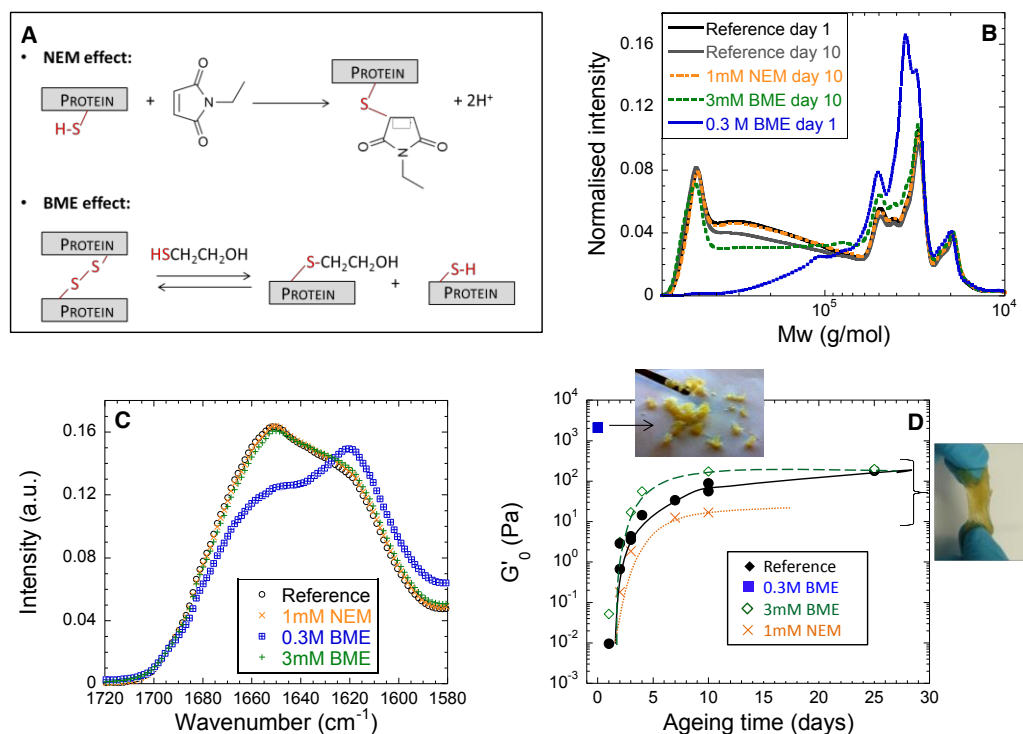 A
• NEM effect:
PROTEIN
H-S
+
N
O
O
PROTEIN
S
O
N
O
+ 2H⁺
• BME effect:
PROTEIN
S
S
PROTEIN
HSCH₂CH₂OH
S-CH₂CH₂OH
PROTEIN
+
S-H
PROTEIN
B
Reference day 1
Reference day 10
1mM NEM day 10
3mM BME day 10
0.3 M BME day 1
Normalised intensity
0.16
0.12
0.08
0.04
0
10⁵
10⁴
Mw (g/mol)
C
Intensity (a.u.)
0.16
0.12
0.08
0.04
0
Reference
1mM NEM
0.3M BME
3mM BME
1720 1700 1680 1660 1640 1620 1600 1580
Wavenumber (cm⁻¹)
D
G'₀ (Pa)
10⁴
10³
10²
10¹
10⁰
10⁻¹
10⁻²
10⁻³
Reference
0.3M BME
3mM BME
1mM NEM
0 5 10 15 20 25 30
Ageing time (days)